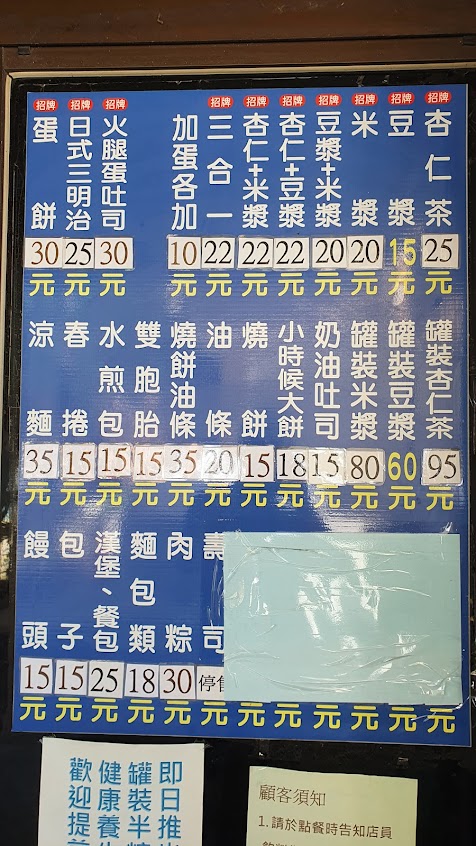 招牌 杏仁茶 25元
招牌 豆漿 15元
招牌 米漿 20元
招牌 豆漿+米漿 20元
招牌 杏仁+豆漿 22元
招牌 杏仁+米漿 22元
招牌 三合一 22元
加蛋各加 10元
招牌 火腿蛋吐司 30元
招牌 日式三明治 25元
招牌 蛋餅 30元
罐裝杏仁茶 95元
罐裝豆漿 60元
罐裝米漿 80元
奶油吐司 15元
小時候大餅 18元
燒餅 15元
油條 20元
燒餅油條 35元
雙胞胎 15元
水煎包 15元
春捲 15元
涼麵 35元
元
元
元
元
元
元
壽司 停售元
肉粽 30元
麵包類 18元
漢堡、餐包 25元
包子 15元
饅頭 15元
即日推出
罐裝半糖
健康養生
歡迎提前
顧客須知
1.請於點餐時告知店員